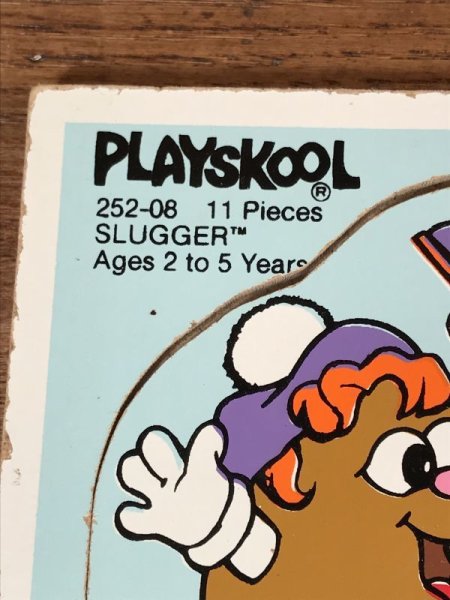 PLAYSKOOL®
252-08 11 Pieces
SLUGGER™
Ages 2 to 5 Years